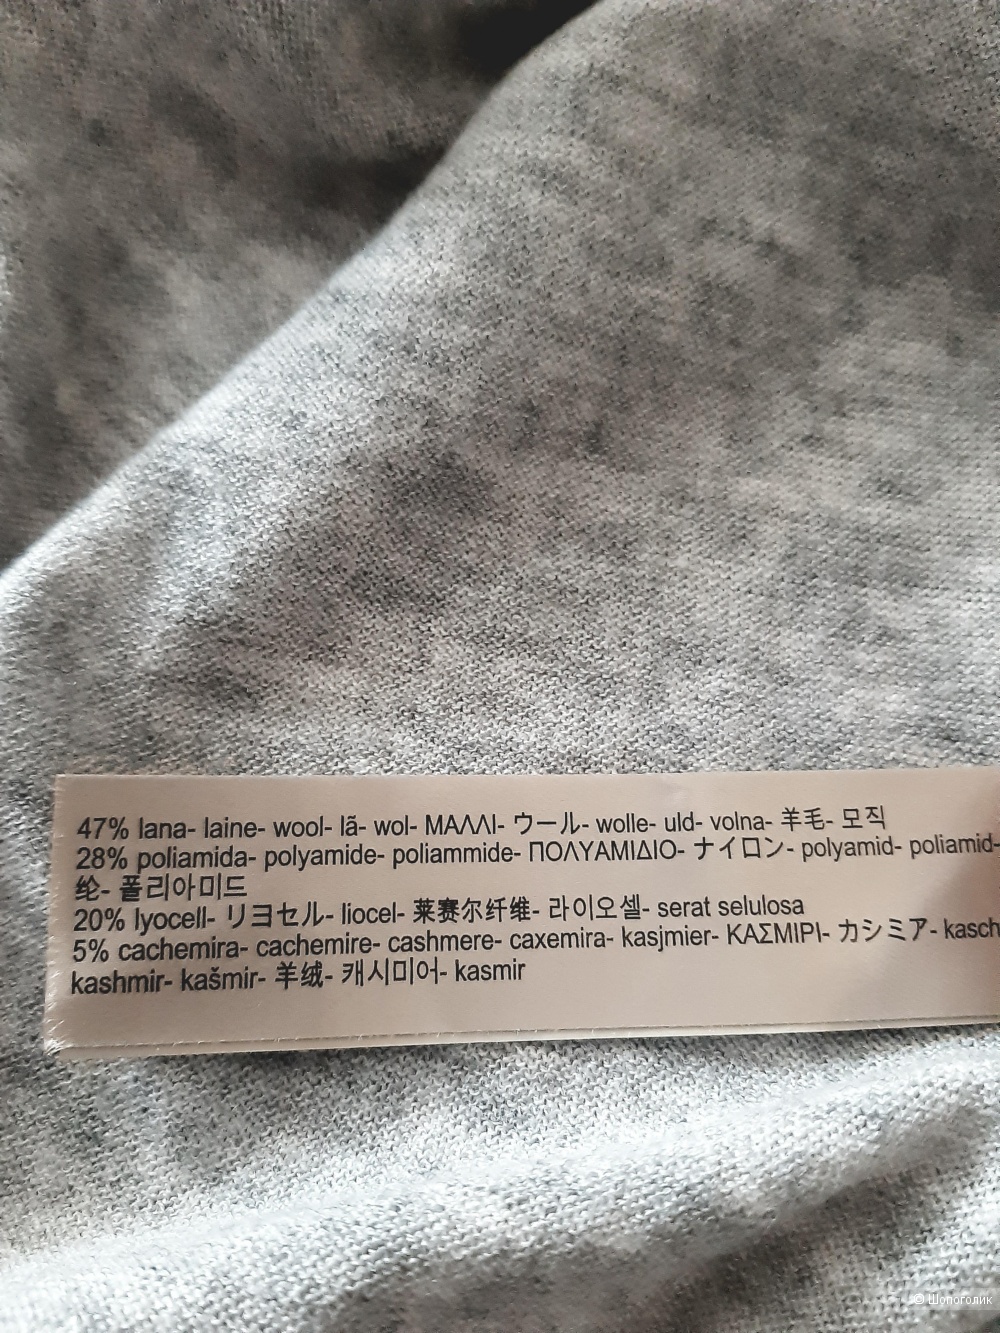 47% lana- laine- wool- lã- wol- ΜΑΛΛΙ- ウール- wolle- uld- volna- 羊毛- 모직
28% poliamida- polyamide- poliammide- ΠΟΛΥΑΜΙΔΙΟ- ナイロン- polyamid- poliamid-
纶- 폴리아미드
20% lyocell- リヨセル- liocel- 莱赛尔纤维- 라이오셀- serat selulosa
5% cachemira- cachemire- cashmere- caxemira- kasjmier- ΚΑΣΜΙΡΙ- カシミア- kasch
kashmir- kašmir- 羊绒- 캐시미어- kasmir
© Шопоголик